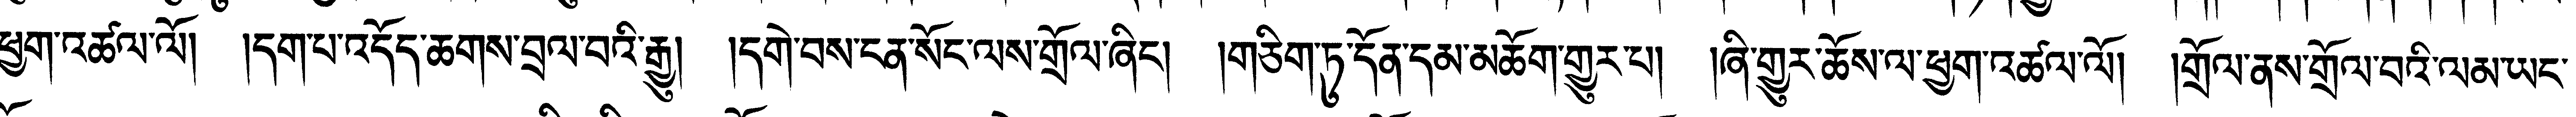 ཕྱག་འཚལ་ལོ། །དག་པ་འདོད་ཆགས་བྲལ་བའི་རྒྱུ། །དགེ་བས་ངན་སོང་ལས་གྲོལ་ཞིང་། །གཅིག་ཏུ་དོན་དམ་མཆོག་གྱུར་པ། །ཞི་གྱུར་ཆོས་ལ་ཕྱག་འཚལ་ལོ། །གྲོལ་ནས་གྲོལ་བའི་ལམ་ཡང་